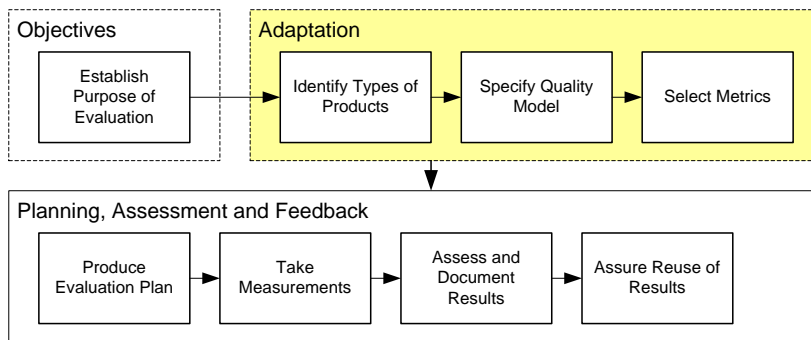 Objectives
Establish
Purpose of
Evaluation
Adaptation
Identify Types of
Products
Specify Quality
Model
Select Metrics
Planning, Assessment and Feedback
Produce
Evaluation Plan
Take
Measurements
Assess and
Document
Results
Assure Reuse of
Results